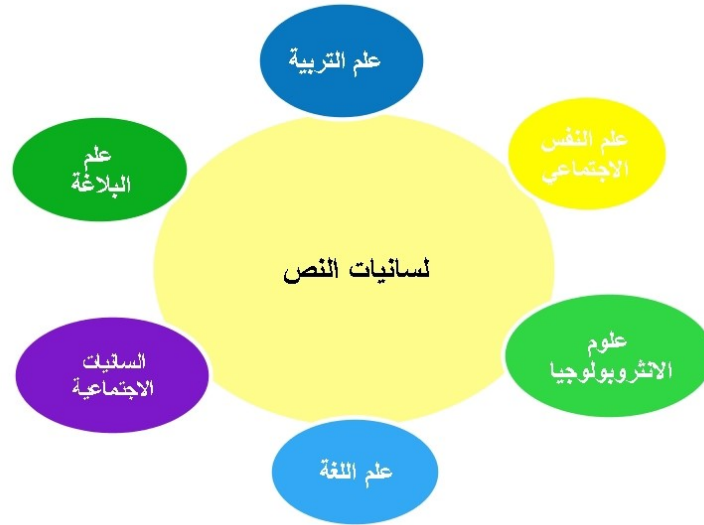 علم التربية
علم النفس
الاجتماعي
علم
البلاغة
لسانيات النص
علوم
الانثروبولوجيا
السانيات
الاجتماعية
علم اللغة